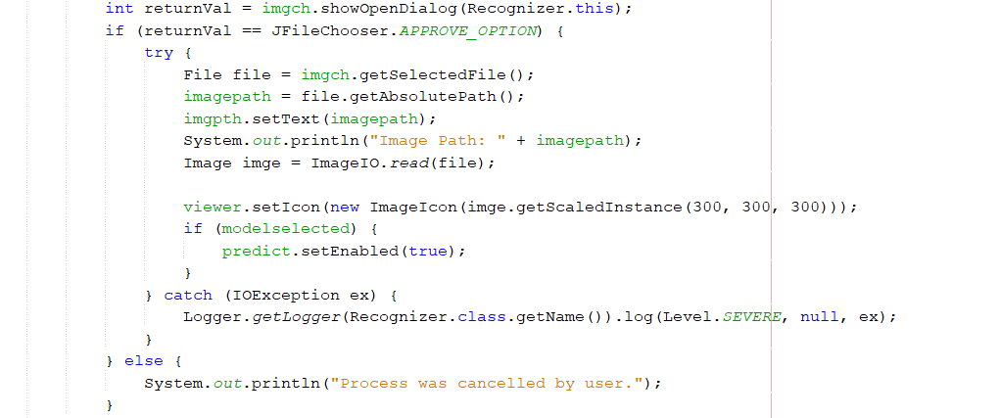 int returnVal = imgch.showOpenDialog(Recognizer.this);
if (returnVal == JFileChooser.APPROVE_OPTION) {
try {
File file = imgch.getSelectedFile();
imagepath = file.getAbsolutePath();
imgpth.setText(imagepath);
System.out.println("Image Path: " + imagepath);
Image imge = ImageIO.read(file);
viewer.setIcon(new ImageIcon(imge.getScaledInstance(300, 300, 300)));
if (modelselected) {
predict.setEnabled(true);
}
} catch (IOException ex) {
Logger.getLogger(Recognizer.class.getName()).log(Level.SEVERE, null, ex);
}
} else {
System.out.println("Process was cancelled by user.");
}